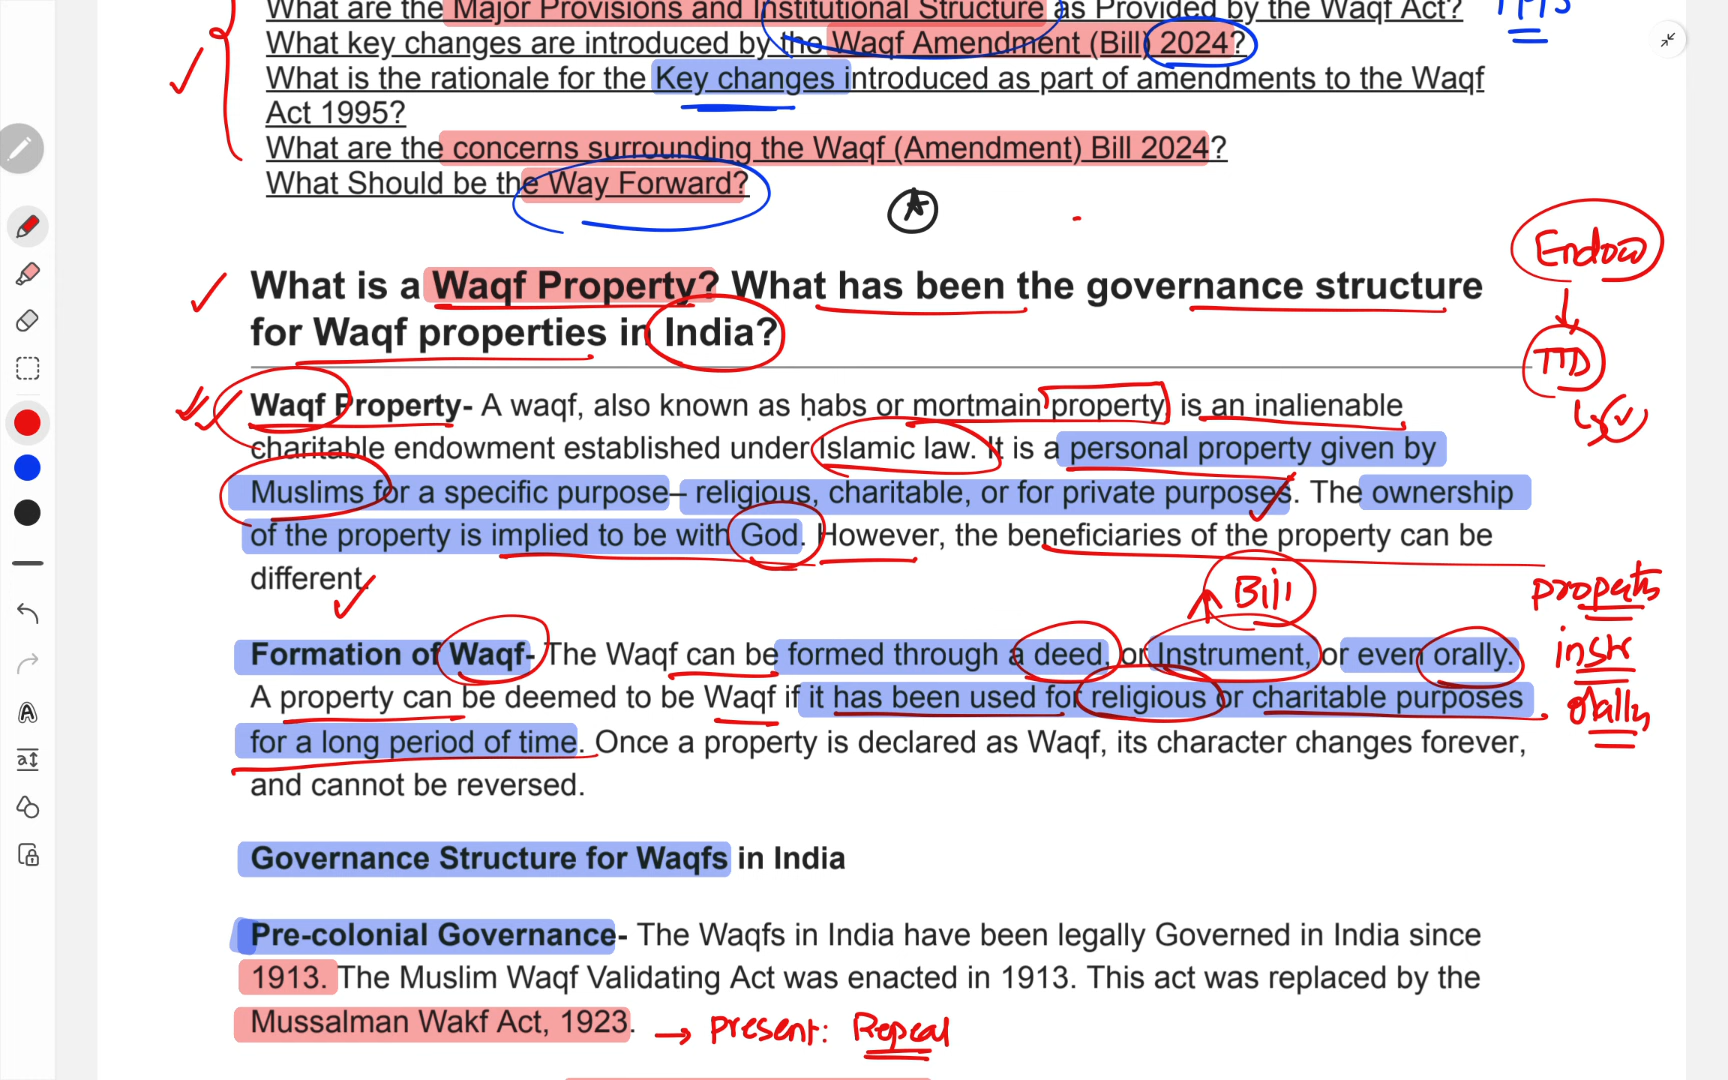 What are the Major Provisions and Institutional Structure as Provided by the Waqf Act?
What key changes are introduced by the Waqf Amendment (Bill) 2024?
What is the rationale for the Key changes introduced as part of amendments to the Waqf
Act 1995?
What are the concerns surrounding the Waqf (Amendment) Bill 2024?
What Should be the Way Forward?
Endow
What is a Waqf Property? What has been the governance structure
for Waqf properties in India?
TTD
Waqf Property- A waqf, also known as ḥabs or mortmain property, is an inalienable
charitable endowment established under Islamic law. It is a personal property given by
Muslims for a specific purpose– religious, charitable, or for private purposes. The ownership
of the property is implied to be with God. However, the beneficiaries of the property can be
different.
Bill
property
Formation of Waqf- The Waqf can be formed through a deed, or Instrument, or even orally.
instr
A property can be deemed to be Waqf if it has been used for religious or charitable purposes
orally
for a long period of time. Once a property is declared as Waqf, its character changes forever,
and cannot be reversed.
Governance Structure for Waqfs in India
Pre-colonial Governance- The Waqfs in India have been legally Governed in India since
1913. The Muslim Waqf Validating Act was enacted in 1913. This act was replaced by the
Mussalman Wakf Act, 1923. → Present: Repeal